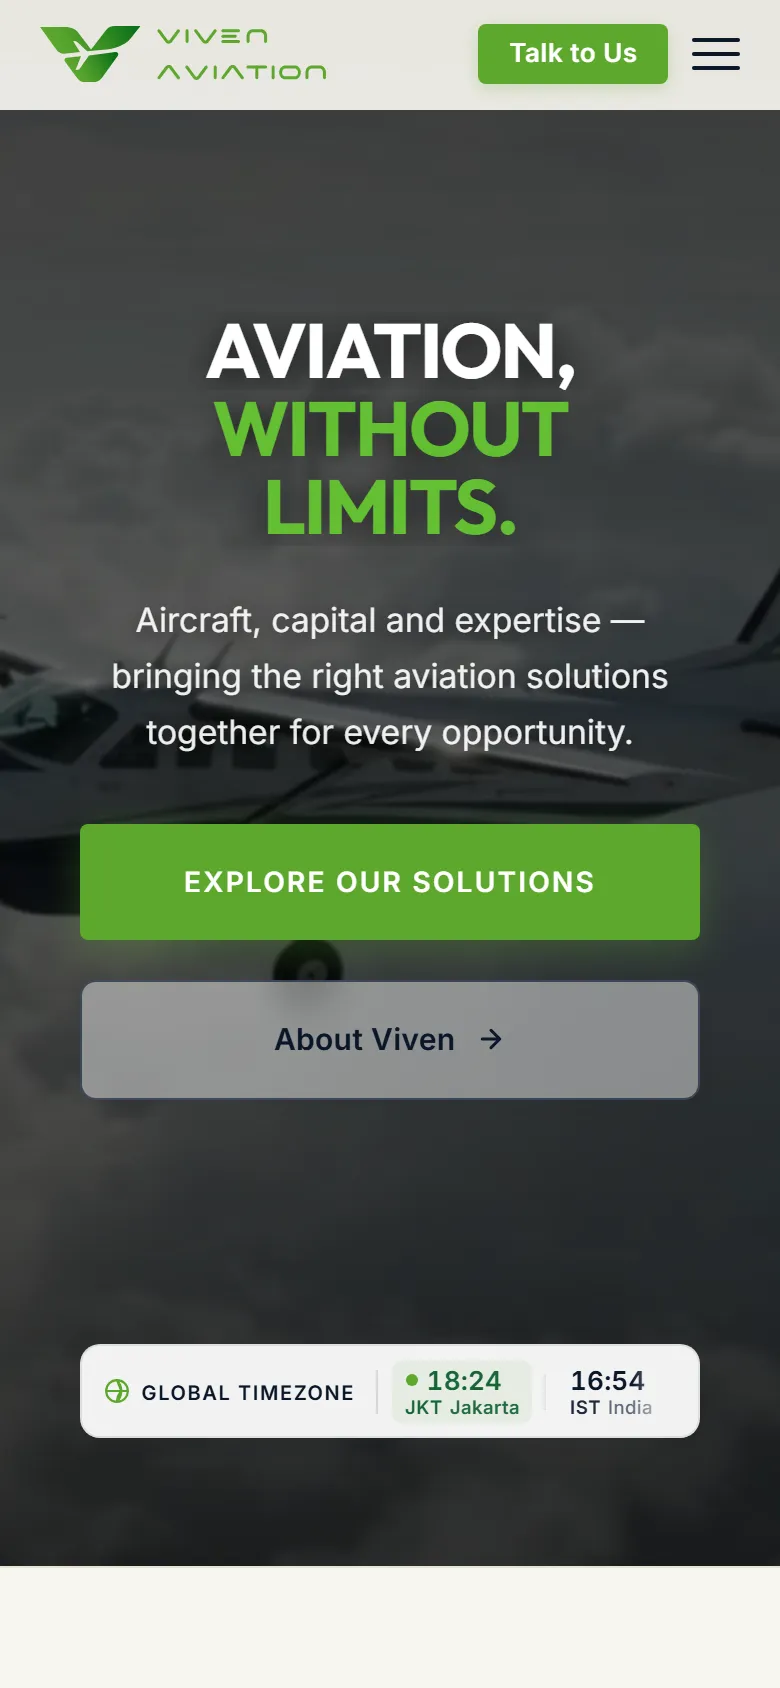 VIVEN
AVIATION
Talk to Us
AVIATION,
WITHOUT
LIMITS.
Aircraft, capital and expertise —
bringing the right aviation solutions
together for every opportunity.
EXPLORE OUR SOLUTIONS
About Viven →
GLOBAL TIMEZONE
18:24
JKT Jakarta
16:54
IST India